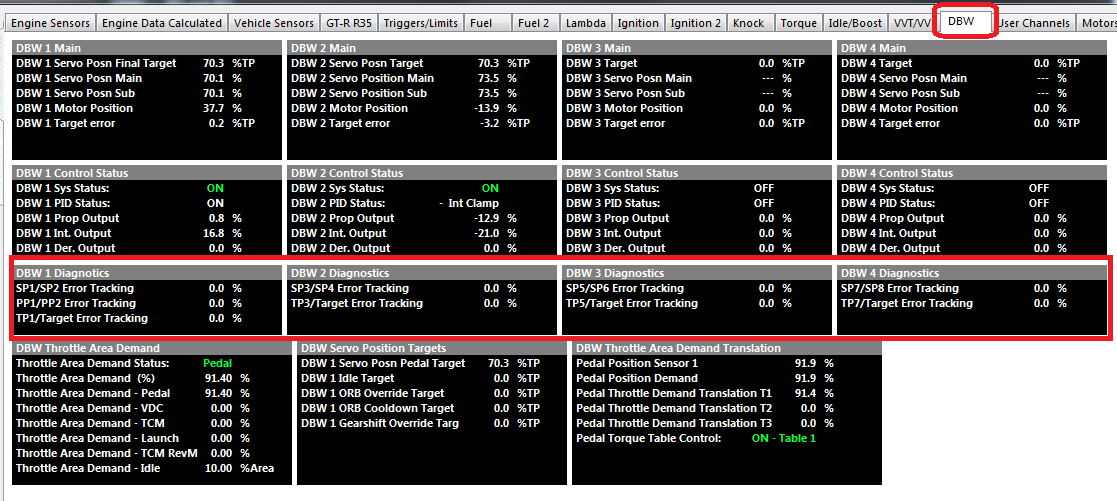 Engine Sensors Engine Data Calculated Vehicle Sensors GT-R R35 Triggers/Limits Fuel Fuel 2 Lambda Ignition Ignition 2 Knock Torque Idle/Boost VVT/VV DBW User Channels Motors
DBW 1 Main
DBW 1 Servo Posn Final Target 70.3 %TP
DBW 1 Servo Posn Main 70.1 %
DBW 1 Servo Posn Sub 70.1 %
DBW 1 Motor Position 37.7 %
DBW 1 Target error 0.2 %TP
DBW 2 Main
DBW 2 Servo Posn Target 70.3 %TP
DBW 2 Servo Position Main 73.5 %
DBW 2 Servo Position Sub 73.5 %
DBW 2 Motor Position -13.9 %
DBW 2 Target error -3.2 %TP
DBW 3 Main
DBW 3 Target 0.0 %TP
DBW 3 Servo Posn Main --- %
DBW 3 Servo Posn Sub --- %
DBW 3 Motor Position 0.0 %
DBW 3 Target error 0.0 %TP
DBW 4 Main
DBW 4 Target 0.0 %TP
DBW 4 Servo Posn Main --- %
DBW 4 Servo Posn Sub --- %
DBW 4 Motor Position 0.0 %
DBW 4 Target error 0.0 %TP
DBW 1 Control Status
DBW 1 Sys Status: ON
DBW 1 PID Status: ON
DBW 1 Prop Output 0.8 %
DBW 1 Int. Output 16.8 %
DBW 1 Der. Output 0.0 %
DBW 2 Control Status
DBW 2 Sys Status: ON
DBW 2 PID Status: - Int Clamp
DBW 2 Prop Output -12.9 %
DBW 2 Int. Output -21.0 %
DBW 2 Der. Output 0.0 %
DBW 3 Control Status
DBW 3 Sys Status: OFF
DBW 3 PID Status: OFF
DBW 3 Prop Output 0.0 %
DBW 3 Int. Output 0.0 %
DBW 3 Der. Output 0.0 %
DBW 4 Control Status
DBW 4 Sys Status: OFF
DBW 4 PID Status: OFF
DBW 4 Prop Output 0.0 %
DBW 4 Int. Output 0.0 %
DBW 4 Der. Output 0.0 %
DBW 1 Diagnotics
SP1/SP2 Error Tracking 0.0 %
PP1/PP2 Error Tracking 0.0 %
TP1/Target Error Tracking 0.0 %
DBW 2 Diagnostics
SP3/SP4 Error Tracking 0.0 %
TP3/Target Error Tracking 0.0 %
DBW 3 Diagnostics
SP5/SP6 Error Tracking 0.0 %
TP5/Target Error Tracking 0.0 %
DBW 4 Diagnostics
SP7/SP8 Error Tracking 0.0 %
TP7/Target Error Tracking 0.0 %
DBW Throttle Area Demand
Throttle Area Demand Status: Pedal
Throttle Area Demand (%) 91.40 %
Throttle Area Demand - Pedal 91.40 %
Throttle Area Demand - VDC 0.00 %
Throttle Area Demand - TCM 0.00 %
Throttle Area Demand - Launch 0.00 %
Throttle Area Demand - TCM RevM 0.00 %
Throttle Area Demand - Idle 10.00 %Area
DBW Servo Position Targets
DBW 1 Servo Posn Pedal Target 70.3 %TP
DBW 1 Idle Target 0.0 %TP
DBW 1 ORB Override Target 0.0 %TP
DBW 1 ORB Cooldown Target 0.0 %TP
DBW 1 Gearshift Override Targ 0.0 %TP
DBW Throttle Area Demand Translation
Pedal Position Sensor 1 91.9 %
Pedal Position Demand 91.9 %
Pedal Throttle Demand Translation T1 91.4 %
Pedal Throttle Demand Translation T2 0.0 %
Pedal Throttle Demand Translation T3 0.0 %
Pedal Torque Table Control: ON - Table 1